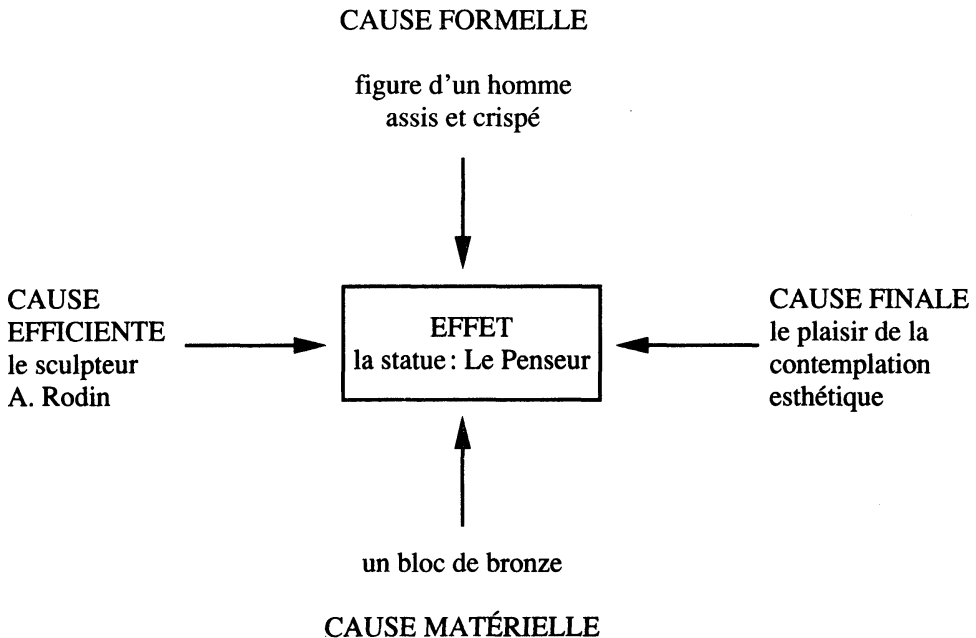 CAUSE FORMELLE
figure d'un homme
assis et crispé
CAUSE
EFFICIENTE
le sculpteur
A. Rodin
EFFET
la statue : Le Penseur
CAUSE FINALE
le plaisir de la
contemplation
esthétique
un bloc de bronze
CAUSE MATÉRIELLE